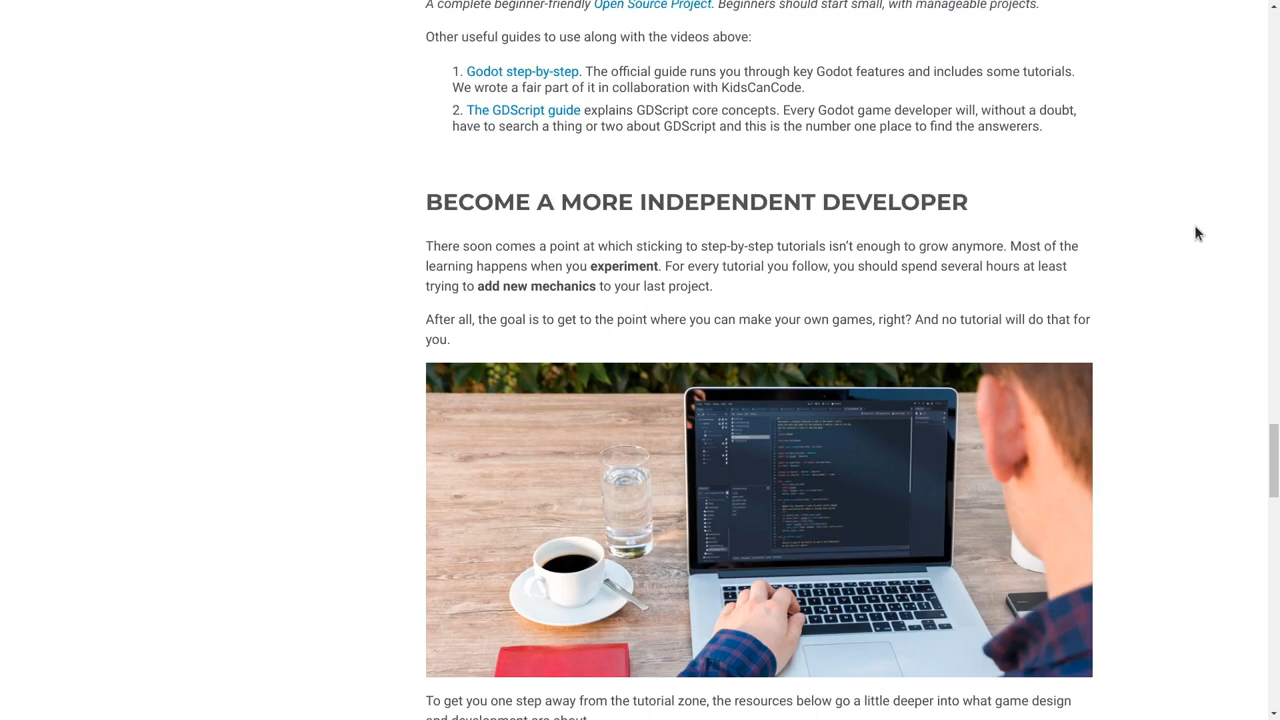 A complete beginner-friendly Open Source Project. Beginners should start small, with manageable projects.
Other useful guides to use along with the videos above:
1. Godot step-by-step. The official guide runs you through key Godot features and includes some tutorials.
We wrote a fair part of it in collaboration with KidsCanCode.
2. The GDScript guide explains GDScript core concepts. Every Godot game developer will, without a doubt,
have to search a thing or two about GDScript and this is the number one place to find the answerers.
BECOME A MORE INDEPENDENT DEVELOPER
There soon comes a point at which sticking to step-by-step tutorials isn’t enough to grow anymore. Most of the
learning happens when you experiment. For every tutorial you follow, you should spend several hours at least
trying to add new mechanics to your last project.
After all, the goal is to get to the point where you can make your own games, right? And no tutorial will do that for
you.
To get you one step away from the tutorial zone, the resources below go a little deeper into what game design
and development are about.